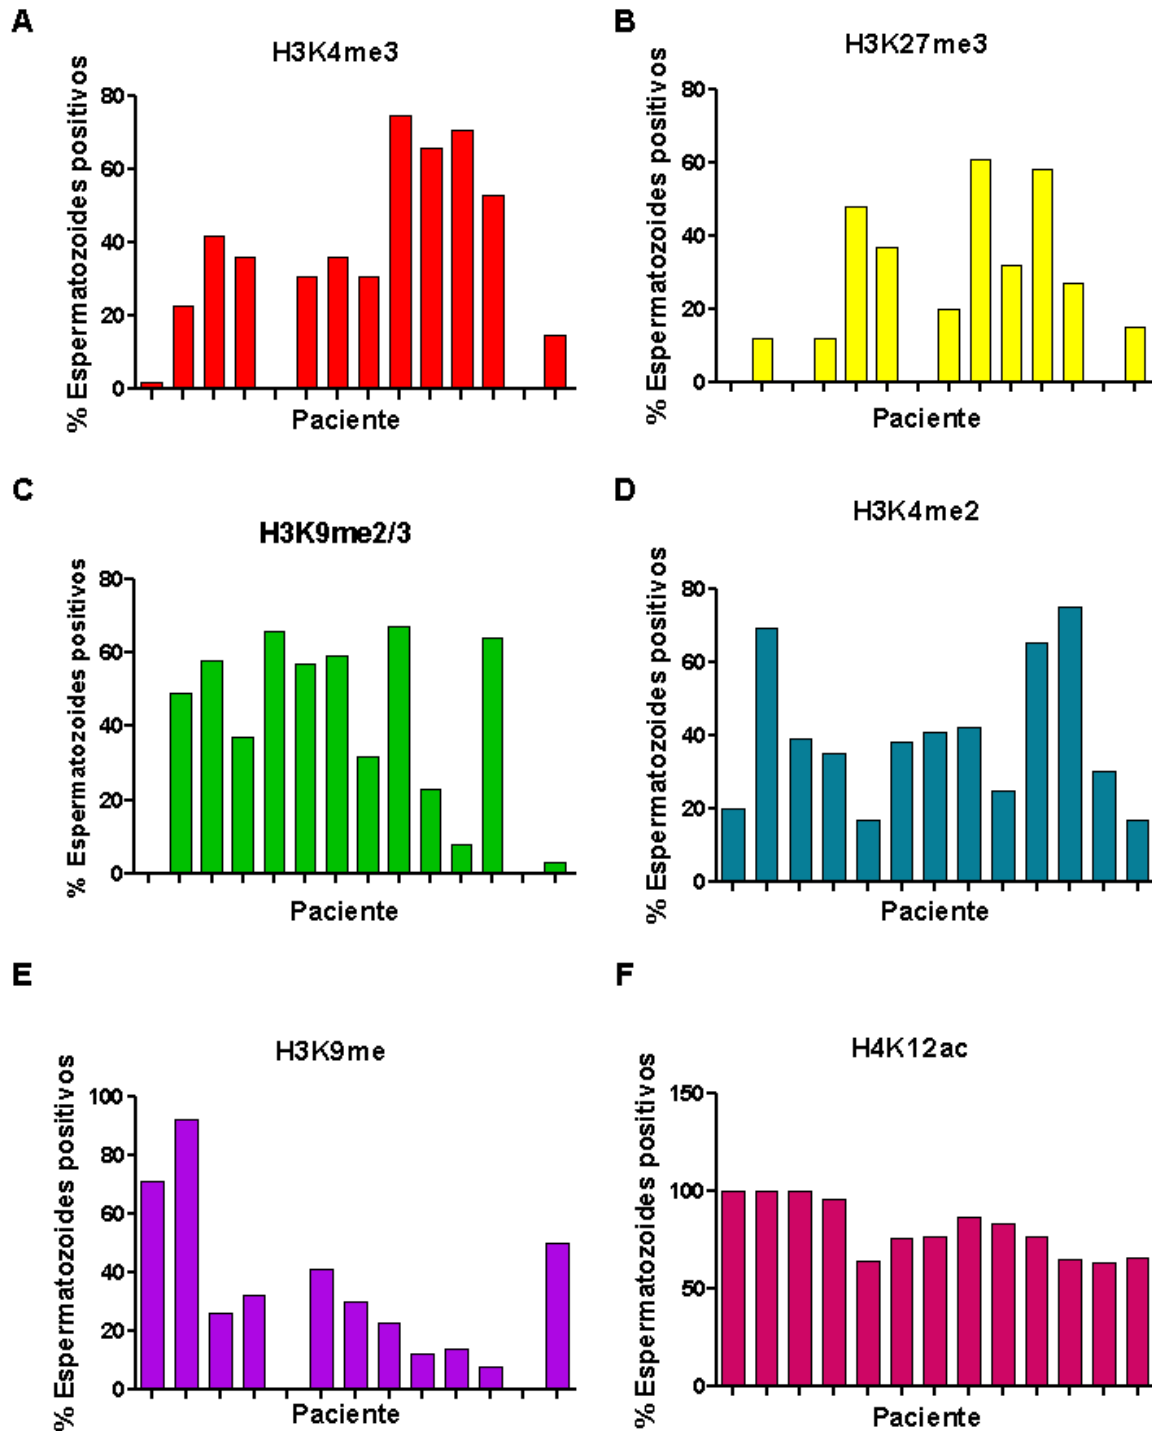 A
H3K4me3
% Espermatozoides positivos
80
60
40
20
0
Paciente
B
H3K27me3
% Espermatozoides positivos
80
60
40
20
0
Paciente
C
H3K9me2/3
% Espermatozoides positivos
80
60
40
20
0
Paciente
D
H3K4me2
% Espermatozoides positivos
80
60
40
20
0
Paciente
E
H3K9me
% Espermatozoides positivos
100
80
60
40
20
0
Paciente
F
H4K12ac
% Espermatozoides positivos
150
100
50
0
Paciente